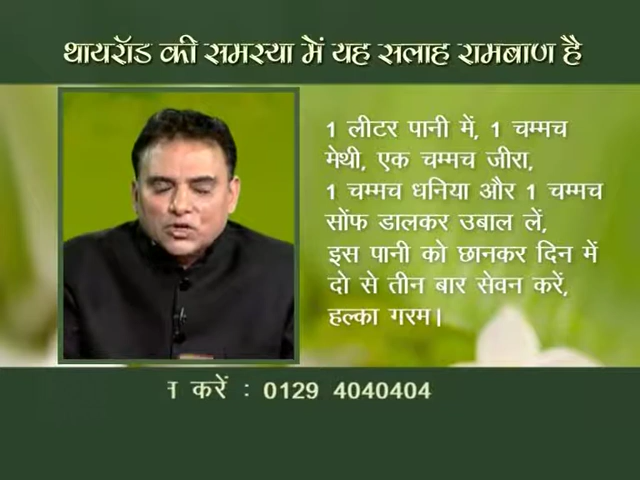 थायरॉड की समस्या में यह सलाह रामबाण है
1 लीटर पानी में, 1 चम्मच
मेथी, एक चम्मच जीरा,
1 चम्मच धनिया और 1 चम्मच
सोंफ डालकर उबाल लें,
इस पानी को छानकर दिन में
दो से तीन बार सेवन करें,
हल्का गरम।
करें : 0129 4040404